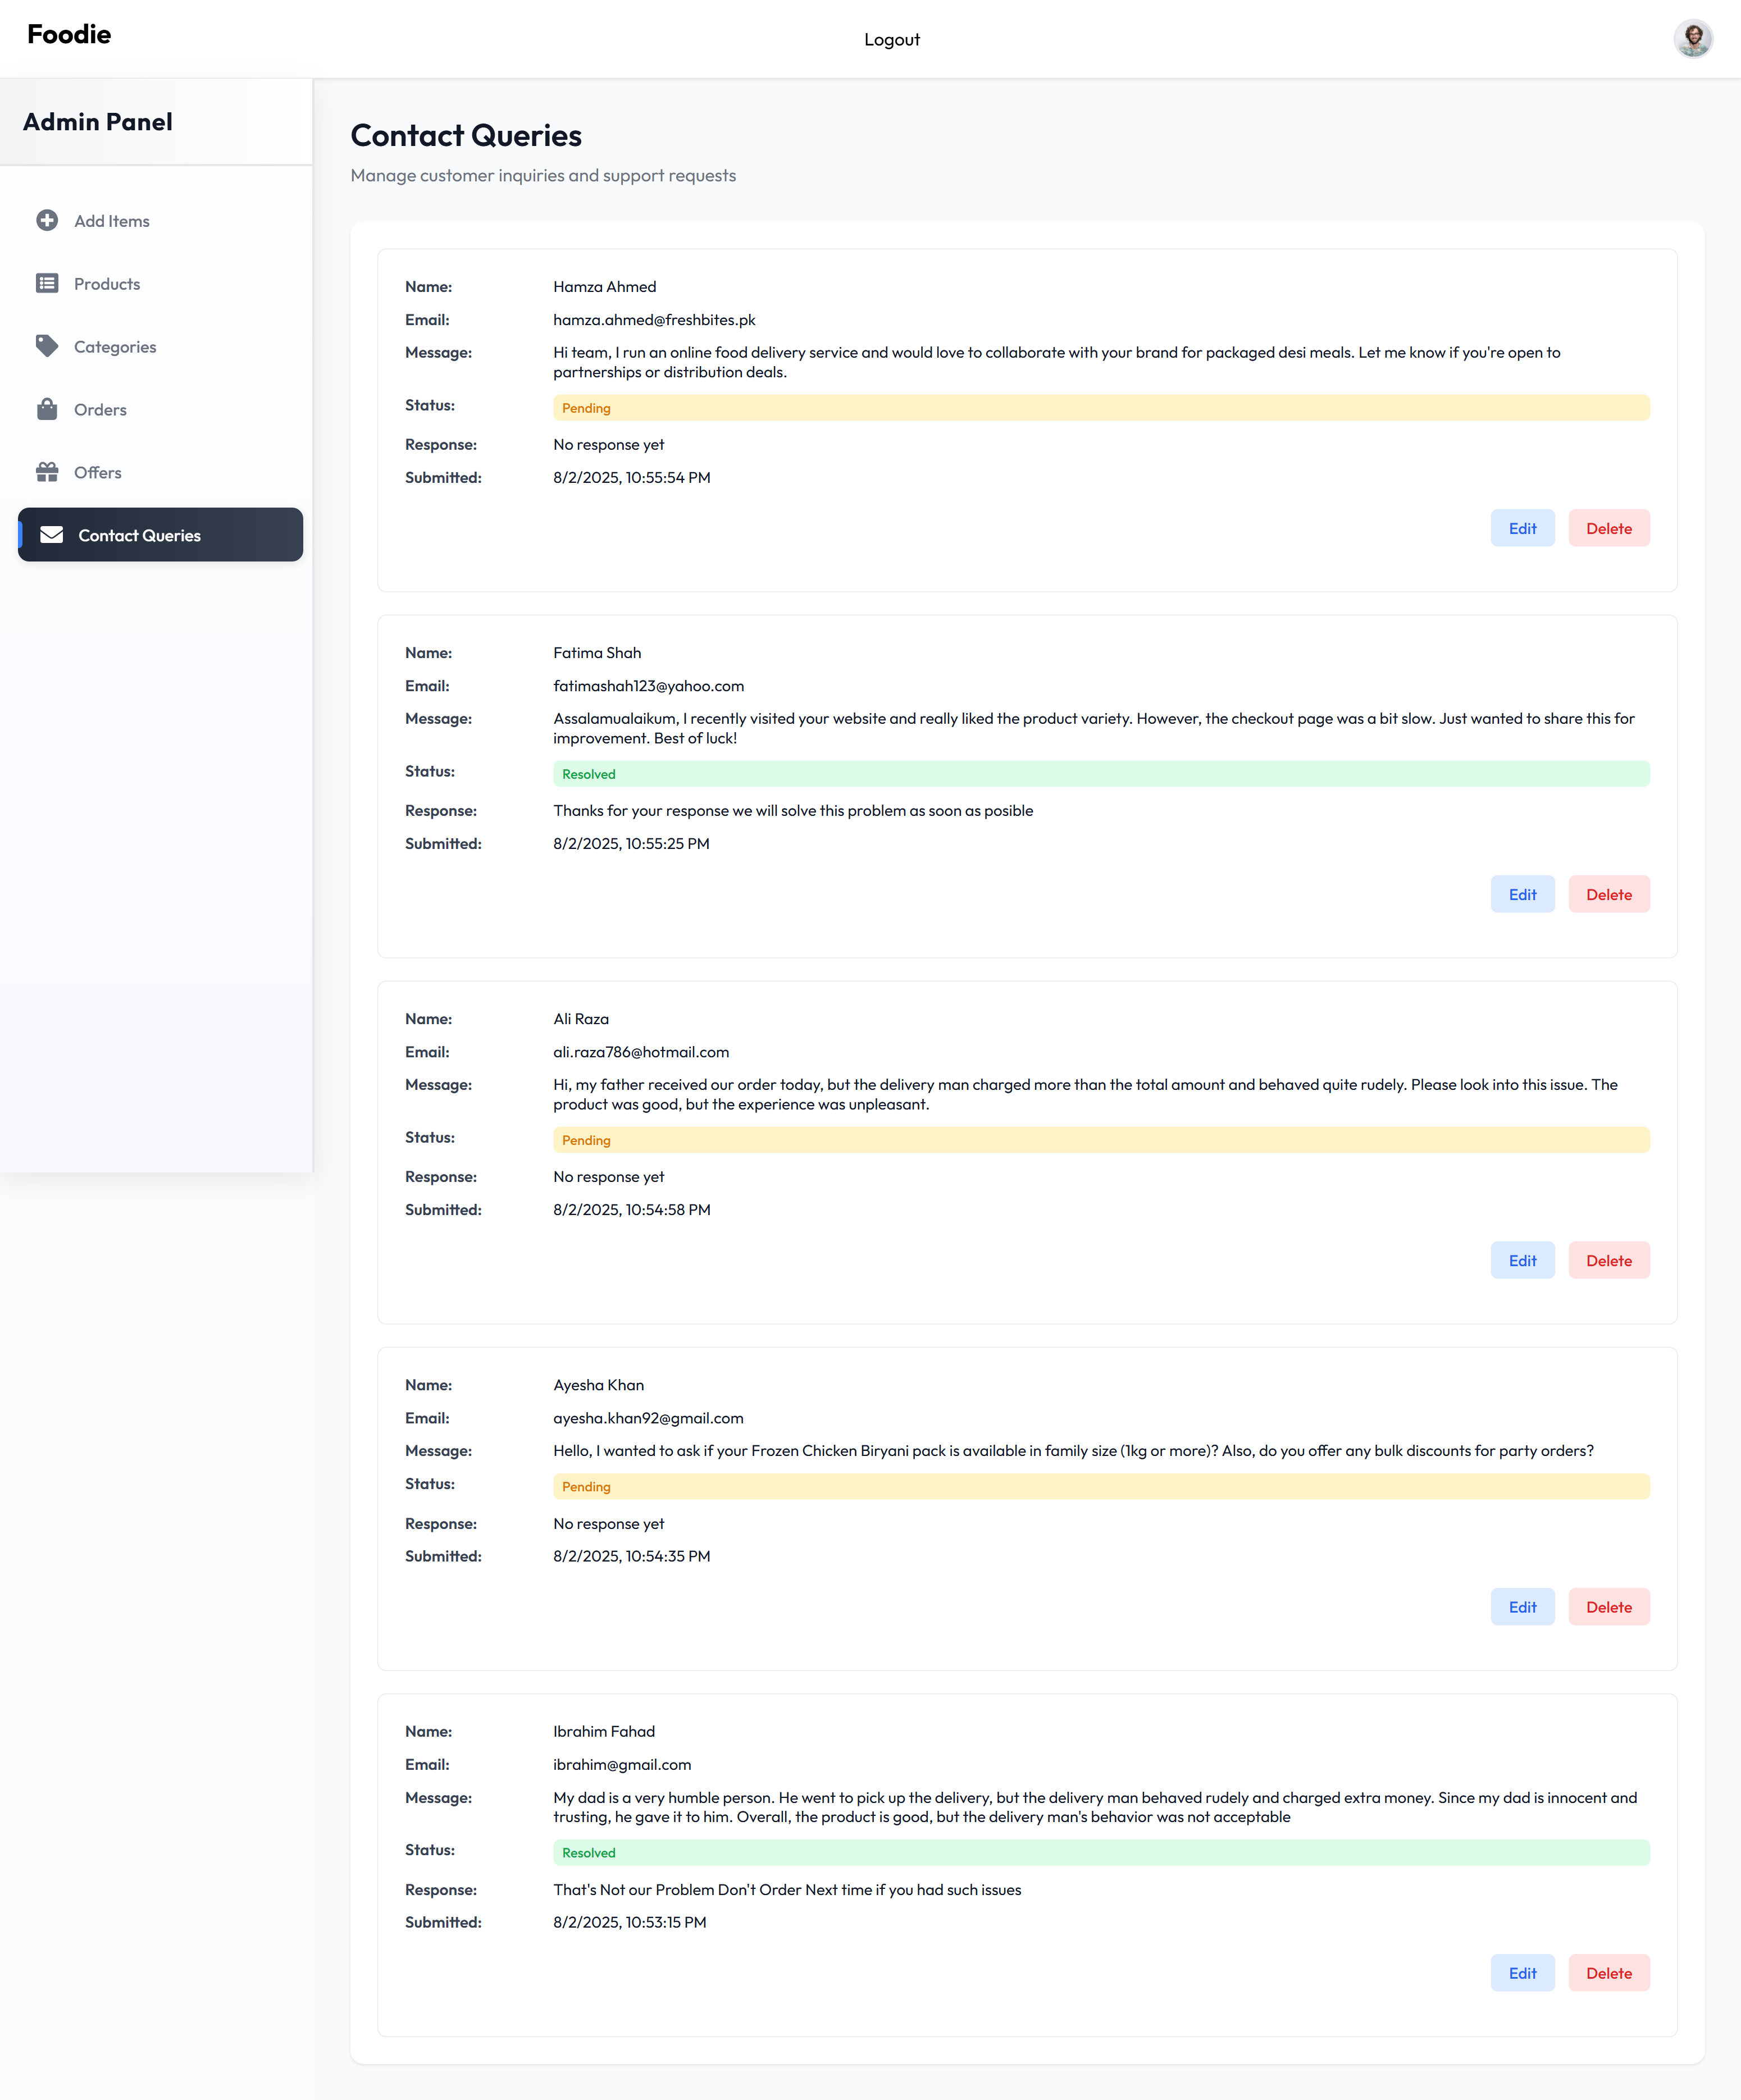 Foodie
Logout
Admin Panel
Add Items
Products
Categories
Orders
Offers
Contact Queries
Contact Queries
Manage customer inquiries and support requests
Name: Hamza Ahmed
Email: hamza.ahmed@freshbites.pk
Message: Hi team, I run an online food delivery service and would love to collaborate with your brand for packaged desi meals. Let me know if you're open to
partnerships or distribution deals.
Status: Pending
Response: No response yet
Submitted: 8/2/2025, 10:55:54 PM
Edit Delete
Name: Fatima Shah
Email: fatimashah123@yahoo.com
Message: Assalamualaikum, I recently visited your website and really liked the product variety. However, the checkout page was a bit slow. Just wanted to share this for
improvement. Best of luck!
Status: Resolved
Response: Thanks for your response we will solve this problem as soon as posible
Submitted: 8/2/2025, 10:55:25 PM
Edit Delete
Name: Ali Raza
Email: ali.raza786@hotmail.com
Message: Hi, my father received our order today, but the delivery man charged more than the total amount and behaved quite rudely. Please look into this issue. The
product was good, but the experience was unpleasant.
Status: Pending
Response: No response yet
Submitted: 8/2/2025, 10:54:58 PM
Edit Delete
Name: Ayesha Khan
Email: ayesha.khan92@gmail.com
Message: Hello, I wanted to ask if your Frozen Chicken Biryani pack is available in family size (1kg or more)? Also, do you offer any bulk discounts for party orders?
Status: Pending
Response: No response yet
Submitted: 8/2/2025, 10:54:35 PM
Edit Delete
Name: Ibrahim Fahad
Email: ibrahim@gmail.com
Message: My dad is a very humble person. He went to pick up the delivery, but the delivery man behaved rudely and charged extra money. Since my dad is innocent and
trusting, he gave it to him. Overall, the product is good, but the delivery man's behavior was not acceptable
Status: Resolved
Response: That's Not our Problem Don't Order Next time if you had such issues
Submitted: 8/2/2025, 10:53:15 PM
Edit Delete